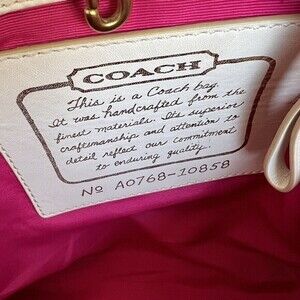 COACH
This is a Coach bag.
It was handcrafted from the
finest materials. Its superior
craftsmanship and attention to
detail reflect our commitment
to enduring quality.
No A0768-10858